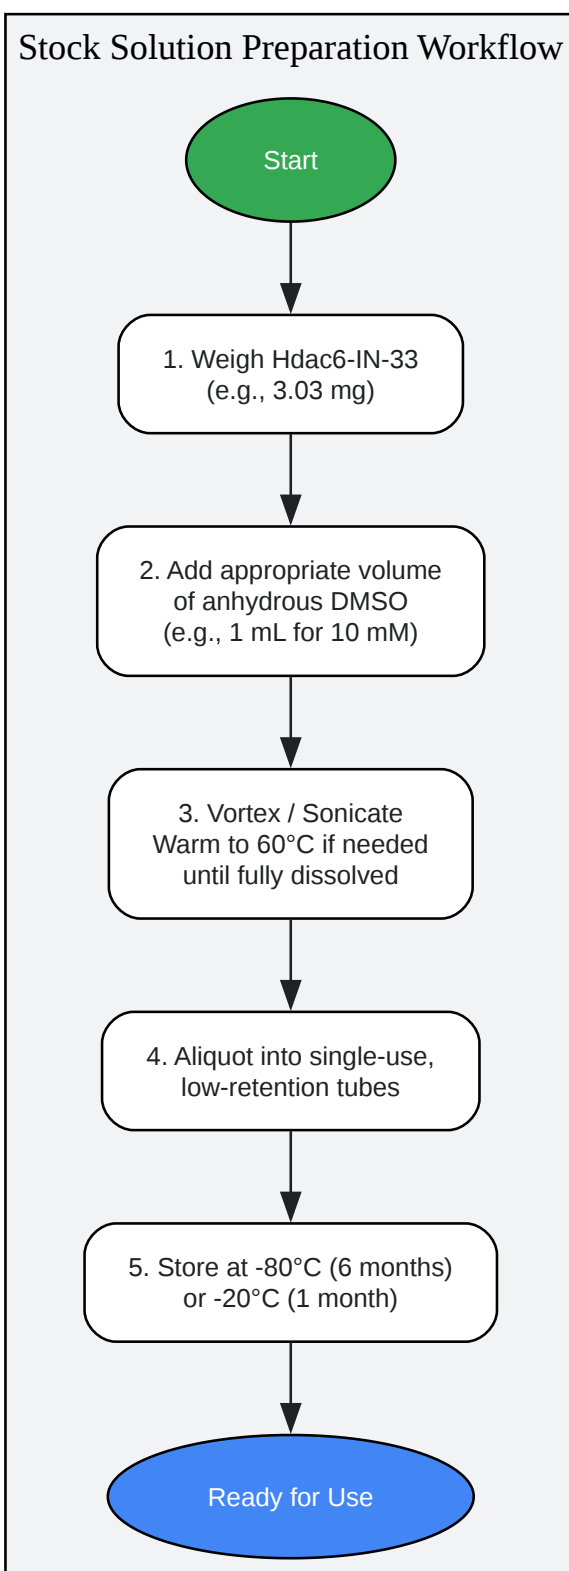 Stock Solution Preparation Workflow
Start
1. Weigh Hdac6-IN-33
(e.g., 3.03 mg)
2. Add appropriate volume
of anhydrous DMSO
(e.g., 1 mL for 10 mM)
3. Vortex / Sonicate
Warm to 60°C if needed
until fully dissolved
4. Aliquot into single-use,
low-retention tubes
5. Store at -80°C (6 months)
or -20°C (1 month)
Ready for Use